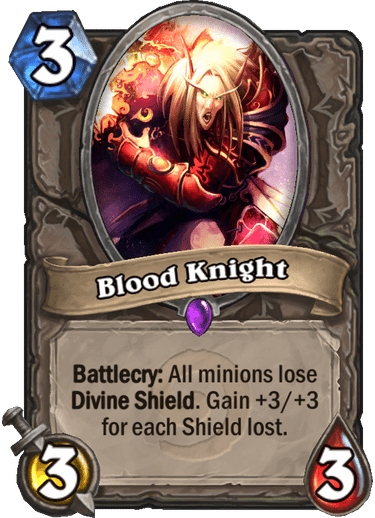 3
Blood Knight
Battlecry: All minions lose
Divine Shield. Gain +3/+3
for each Shield lost.
3
3